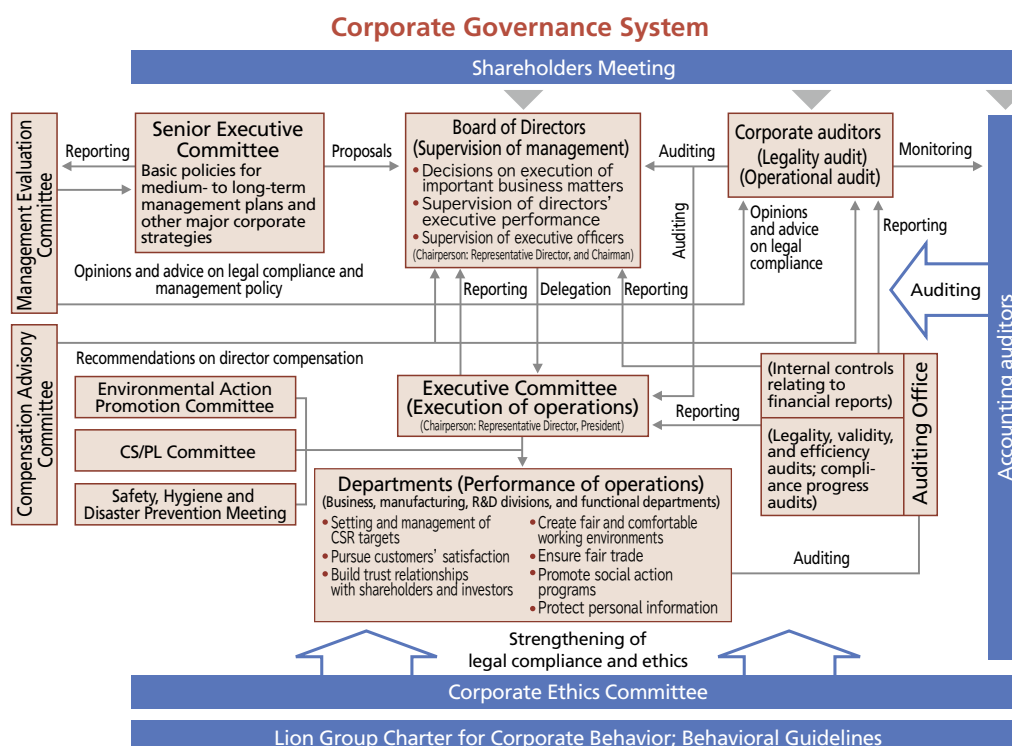 Corporate Governance System
Shareholders Meeting
Management Evaluation
Committee
Reporting
Senior Executive
Committee
Basic policies for
medium- to long-term
management plans and
other major corporate
strategies
Proposals
Board of Directors
(Supervision of management)
• Decisions on execution of
important business matters
• Supervision of directors'
executive performance
• Supervision of executive officers
(Chairperson: Representative Director, and Chairman)
Auditing
Auditing
Corporate auditors
(Legality audit)
(Operational audit)
Monitoring
Opinions
and advice
on legal
compliance
Reporting
Auditing
Accounting auditors
Opinions and advice on legal compliance and
management policy
Reporting
Delegation
Reporting
Compensation Advisory
Committee
Recommendations on director compensation
Environmental Action
Promotion Committee
CS/PL Committee
Safety, Hygiene and
Disaster Prevention Meeting
Executive Committee
(Execution of operations)
(Chairperson: Representative Director, President)
Reporting
(Internal controls
relating to
financial reports)
(Legality, validity,
and efficiency
audits; compli-
ance progress
audits)
Auditing Office
Departments (Performance of operations)
(Business, manufacturing, R&D divisions, and functional departments)
• Setting and management of
CSR targets
• Pursue customers' satisfaction
• Build trust relationships
with shareholders and investors
• Create fair and comfortable
working environments
• Ensure fair trade
• Promote social action
programs
• Protect personal information
Auditing
Strengthening of
legal compliance and ethics
Corporate Ethics Committee
Lion Group Charter for Corporate Behavior; Behavioral Guidelines